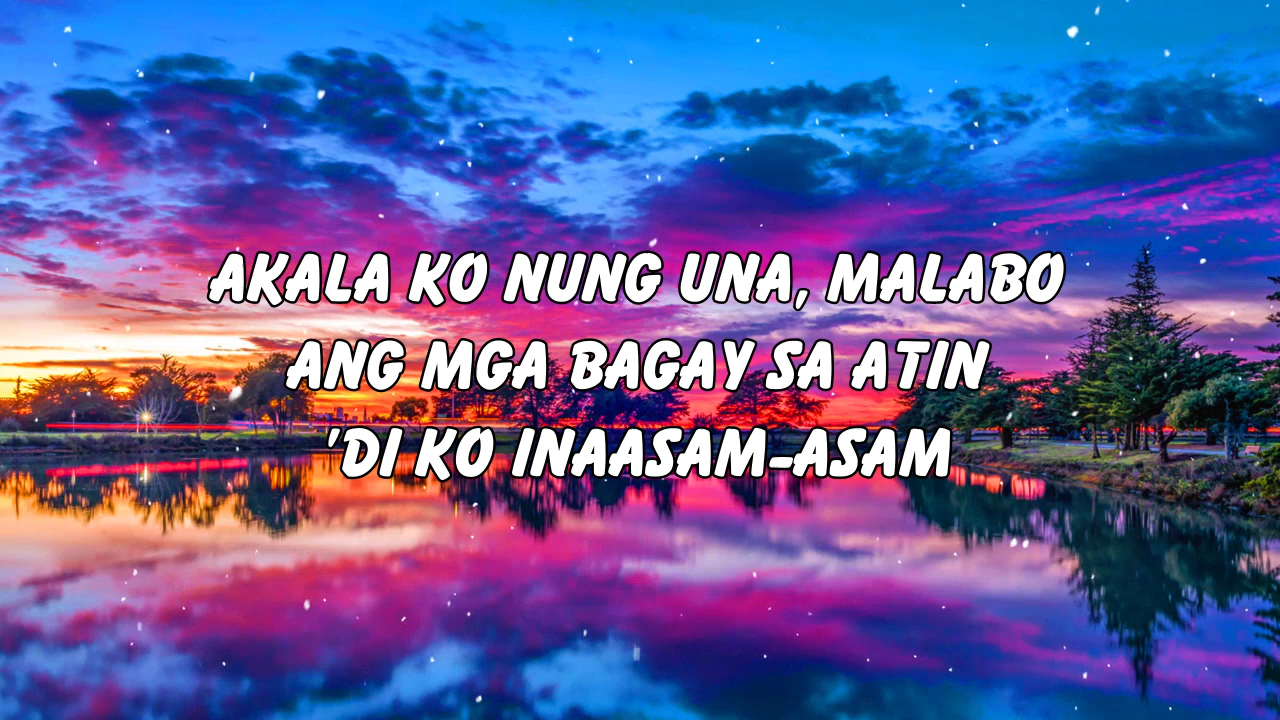 AKALA KO NUNG UNA, MALABO
ANG MGA BAGAY SA ATIN
'DI KO INAASAM-ASAM